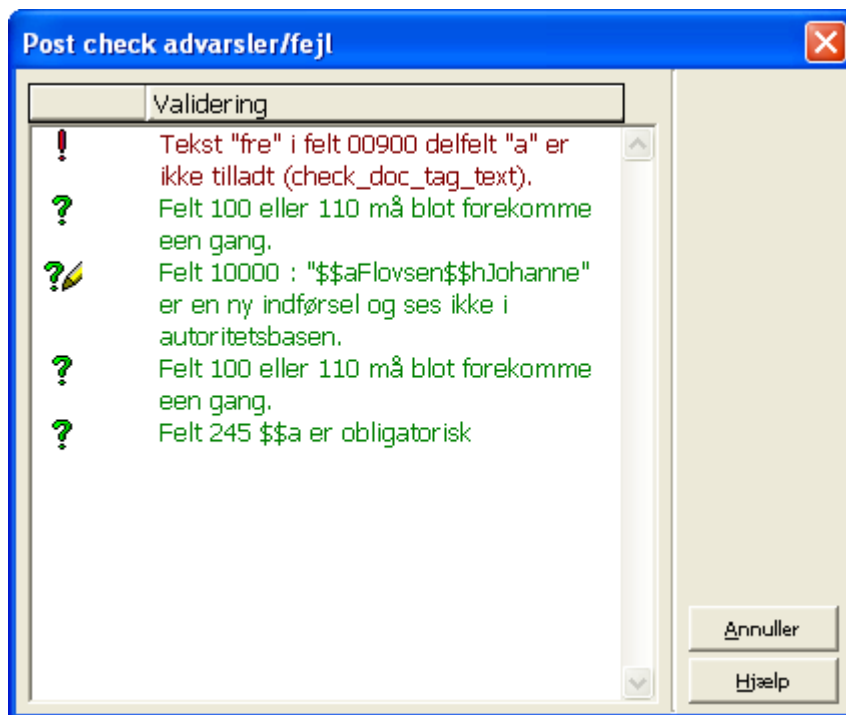 Post check advarsler/fejl
Validering
Tekst "fre" i felt 00900 delfelt "a" er
ikke tilladt (check_doc_tag_text).
Felt 100 eller 110 må blot forekomme
een gang.
Felt 10000 : "$$aFlovsen$$hJohanne"
er en ny indførsel og ses ikke i
autoritetsbasen.
Felt 100 eller 110 må blot forekomme
een gang.
Felt 245 $$a er obligatorisk
Annuller
Hjælp